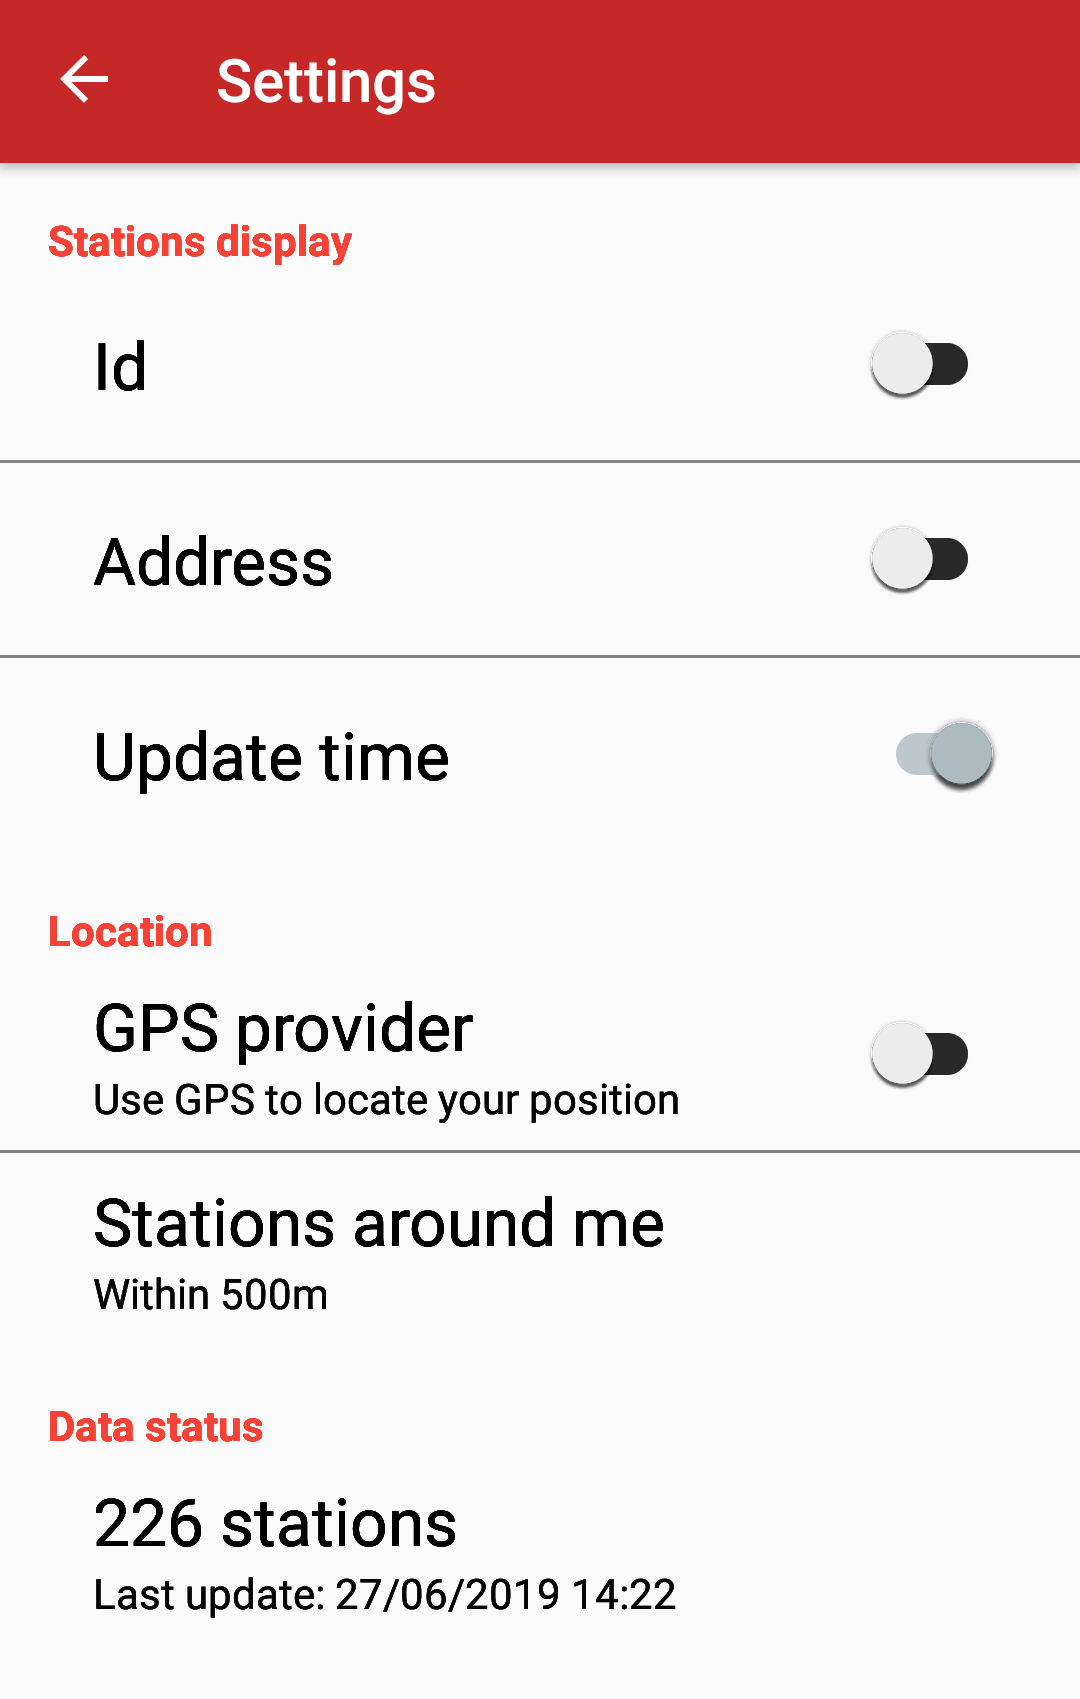 Settings
Stations display
Id
Address
Update time
Location
GPS provider
Use GPS to locate your position
Stations around me
Within 500m
Data status
226 stations
Last update: 27/06/2019 14:22